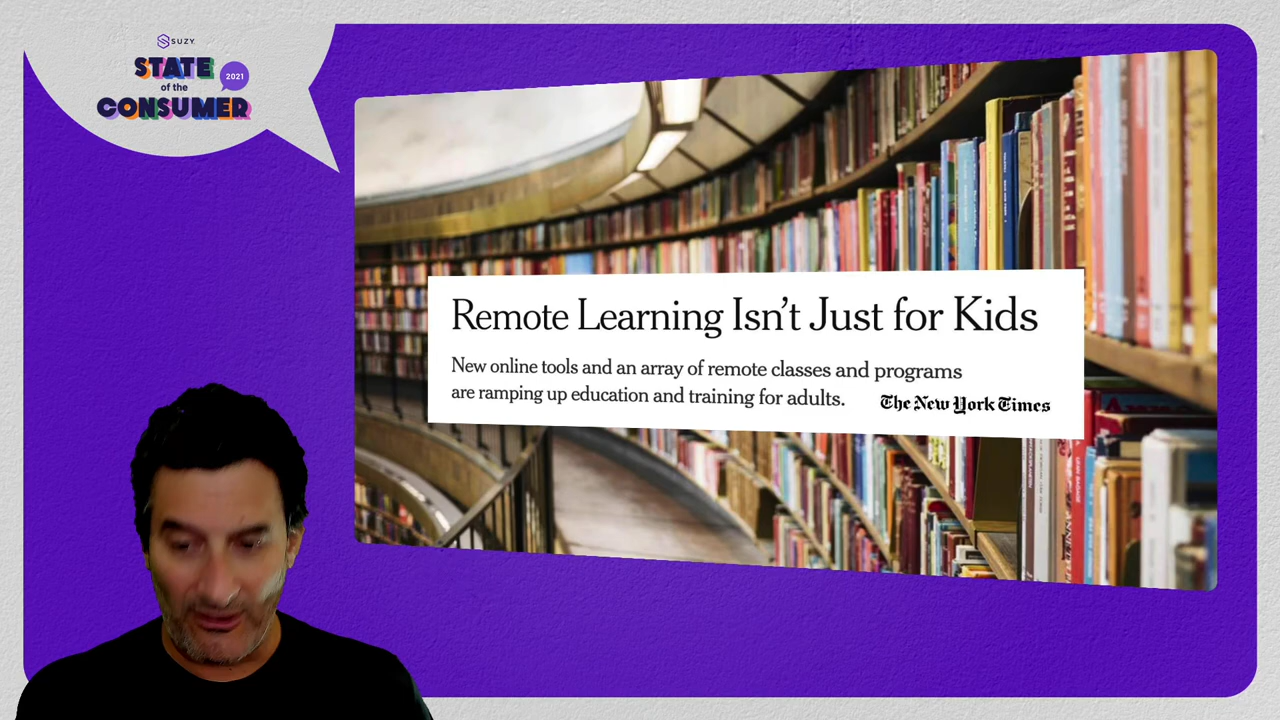 SUZY
STATE
2021
of the
CONSUMER
Remote Learning Isn't Just for Kids
New online tools and an array of remote classes and programs
are ramping up education and training for adults.
The New York Times